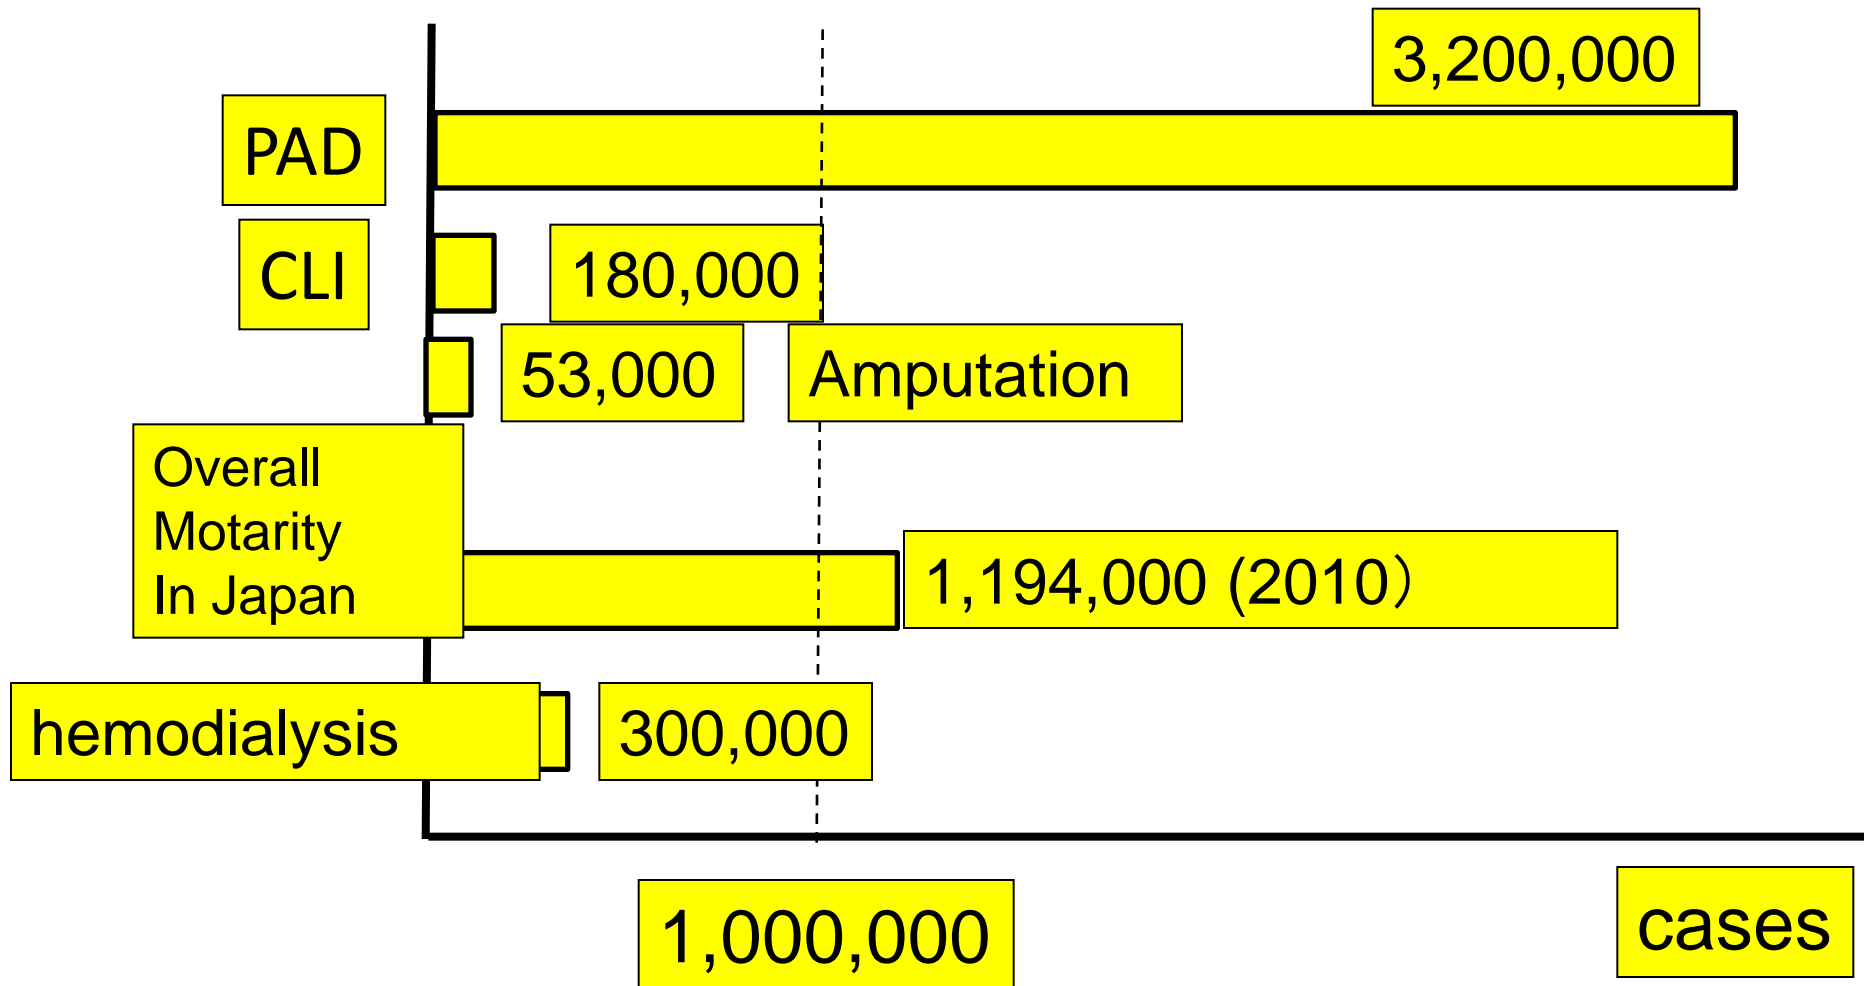 3,200,000
PAD
CLI
180,000
53,000
Amputation
Overall
Motarity
In Japan
1,194,000 (2010）
hemodialysis
300,000
1,000,000
cases